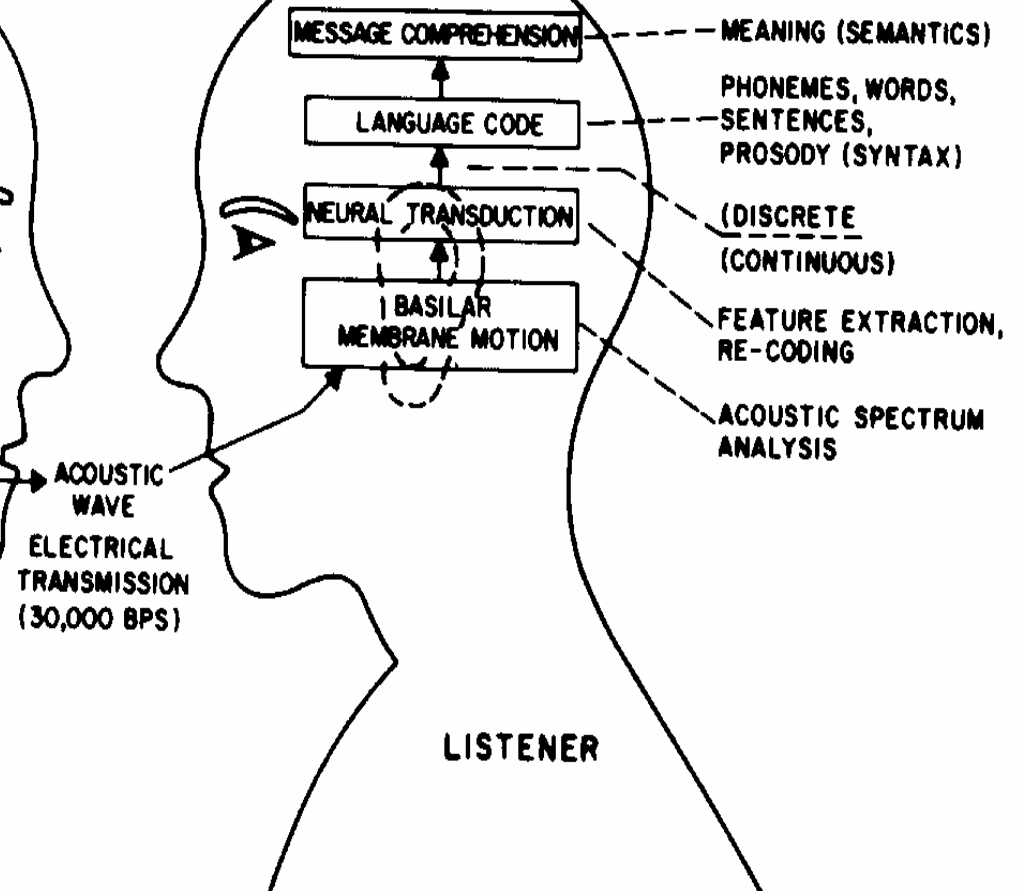 MESSAGE COMPREHENSION
MEANING (SEMANTICS)
LANGUAGE CODE
PHONEMES, WORDS,
SENTENCES,
PROSODY (SYNTAX)
NEURAL TRANSDUCTION
(DISCRETE
(CONTINUOUS)
BASILAR
MEMBRANE MOTION
FEATURE EXTRACTION,
RE-CODING
ACOUSTIC SPECTRUM
ANALYSIS
ACOUSTIC
WAVE
ELECTRICAL
TRANSMISSION
(30,000 BPS)
LISTENER